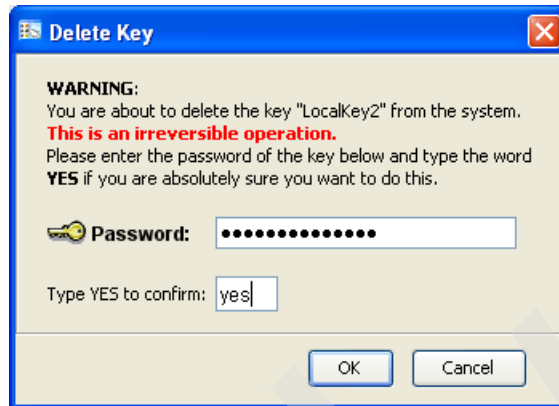 Delete Key
WARNING:
You are about to delete the key "LocalKey2" from the system.
This is an irreversible operation.
Please enter the password of the key below and type the word
YES if you are absolutely sure you want to do this.
Password: ••••••••••••••
Type YES to confirm: yes
OK Cancel